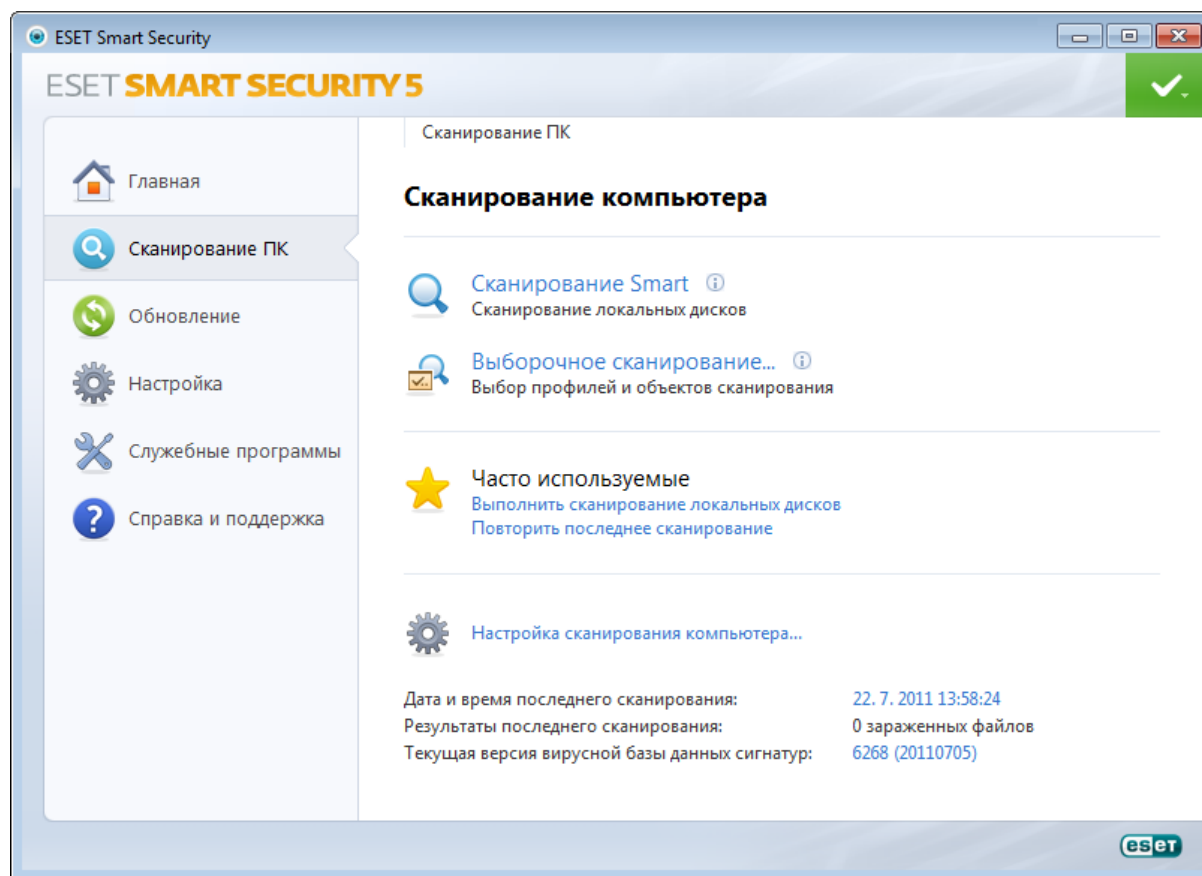 ESET Smart Security
ESET SMART SECURITY 5
Главная
Сканирование ПК
Обновление
Настройка
Служебные программы
Справка и поддержка
Сканирование ПК
Сканирование компьютера
Сканирование Smart
Сканирование локальных дисков
Выборочное сканирование...
Выбор профилей и объектов сканирования
Часто используемые
Выполнить сканирование локальных дисков
Повторить последнее сканирование
Настройка сканирования компьютера...
Дата и время последнего сканирования: 22. 7. 2011 13:58:24
Результаты последнего сканирования: 0 зараженных файлов
Текущая версия вирусной базы данных сигнатур: 6268 (20110705)
eset